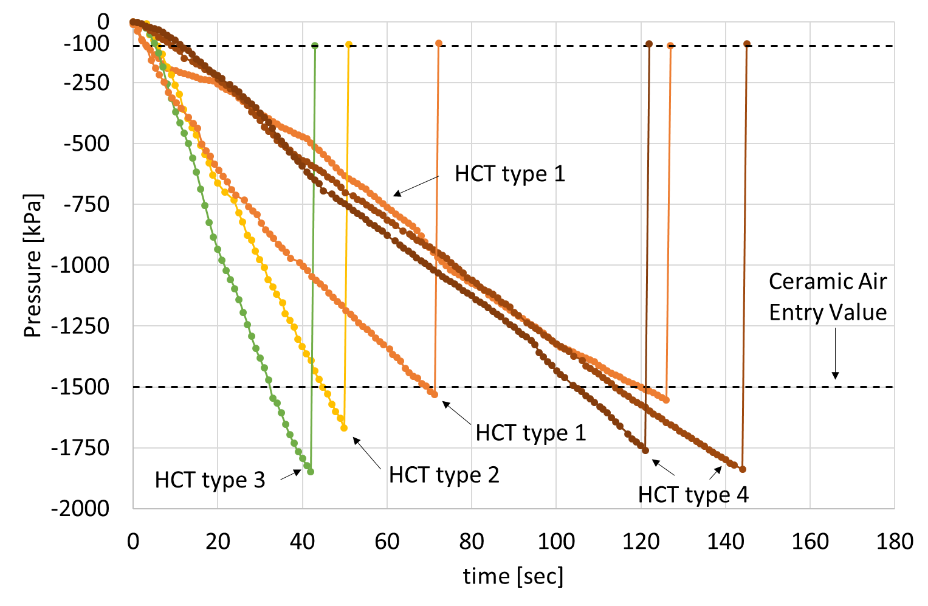 0
-100
-250
-500
-750
-1000
-1250
-1500
-1750
-2000
Pressure [kPa]
HCT type 1
Ceramic Air
Entry Value
HCT type 1
HCT type 2
HCT type 3
HCT type 4
0 20 40 60 80 100 120 140 160 180
time [sec]